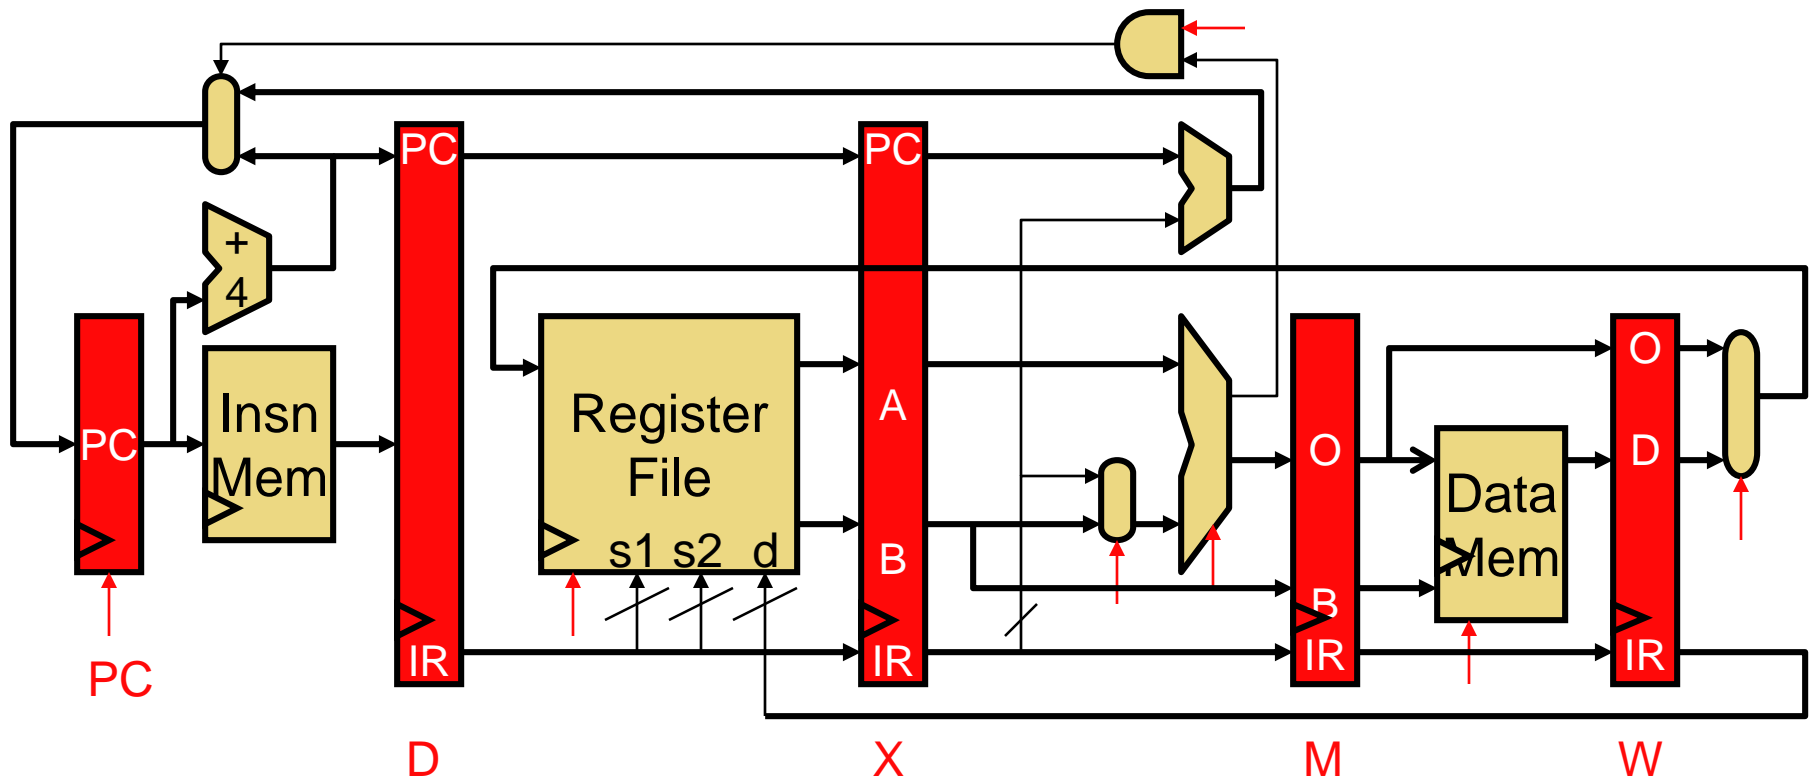 PC
PC
+
4
Insn
Mem
PC
Register
File
s1 s2 d
A
B
IR
IR
O
B
IR
Data
Mem
O
D
IR
PC
D
X
M
W